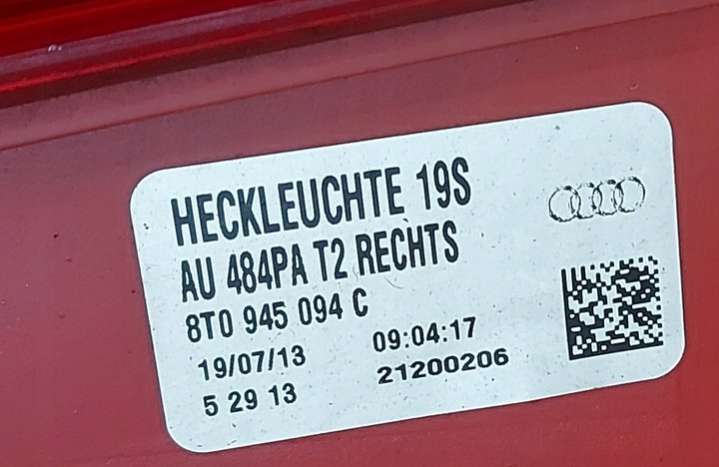 HECKLEUCHTE 19S
AU 484PA T2 RECHTS
8T0 945 094 C
19/07/13 09:04:17
5 29 13 21200206